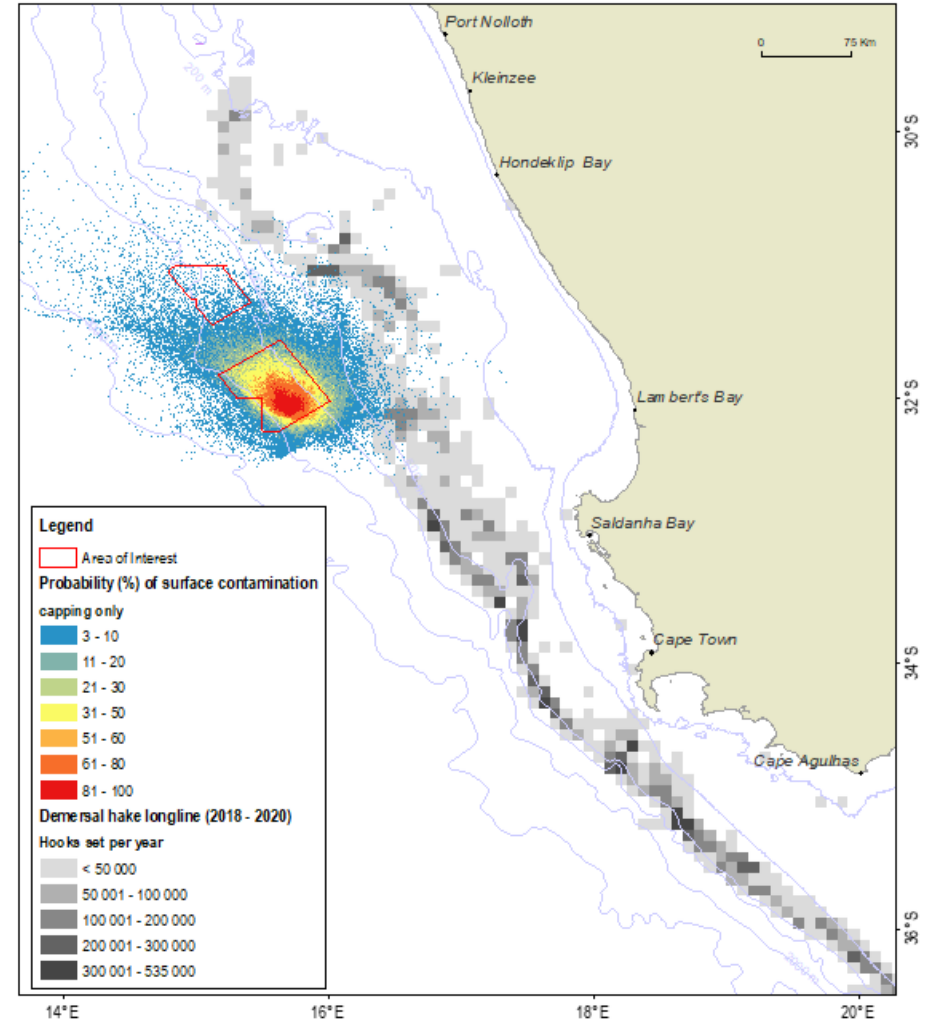 Port Nolloth
0 75 Km
Kleinzee
200 m
30°S
Hondeklip Bay
32°S
Lambert's Bay
Legend
Area of Interest
Saldanha Bay
Probability (%) of surface contamination
capping only
3 - 10
Cape Town
11 - 20
34°S
21 - 30
31 - 50
51 - 60
61 - 80
Cape Agulhas
81 - 100
Demersal hake longline (2018 - 2020)
Hooks set per year
< 50 000
50 001 - 100 000
100 001 - 200 000
36°S
200 001 - 300 000
300 001 - 535 000
14°E 16°E 18°E 20°E